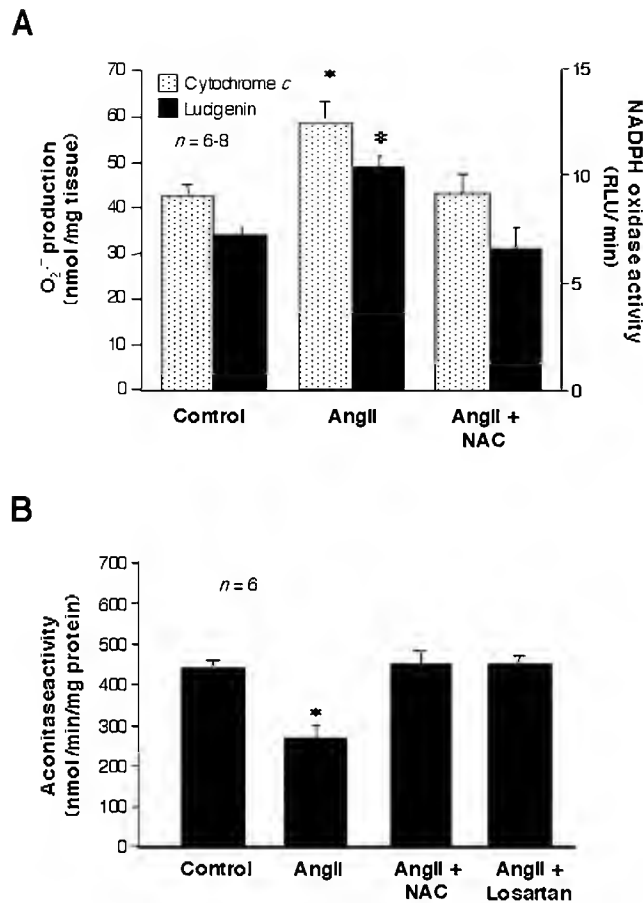 A
70
60
50
40
30
20
10
0
O₂·⁻ production
(nmol/mg tissue)
Cytochrome c
Lucigenin
n = 6-8
*
‡
15
10
5
0
NADPH oxidase activity
(RLU/min)
Control
AngII
AngII +
NAC
B
700
600
500
400
300
200
100
0
Aconitase activity
(nmol/min/mg protein)
n = 6
*
Control
AngII
AngII +
NAC
AngII +
Losartan